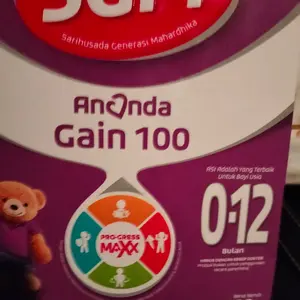 SGM
Sarihusada Generasi Mahardhika
Ananda
Gain 100
ASI Adalah Yang Terbaik
Untuk Bayi Usia
0-12
Bulan
PRO-GRESS
MAXX